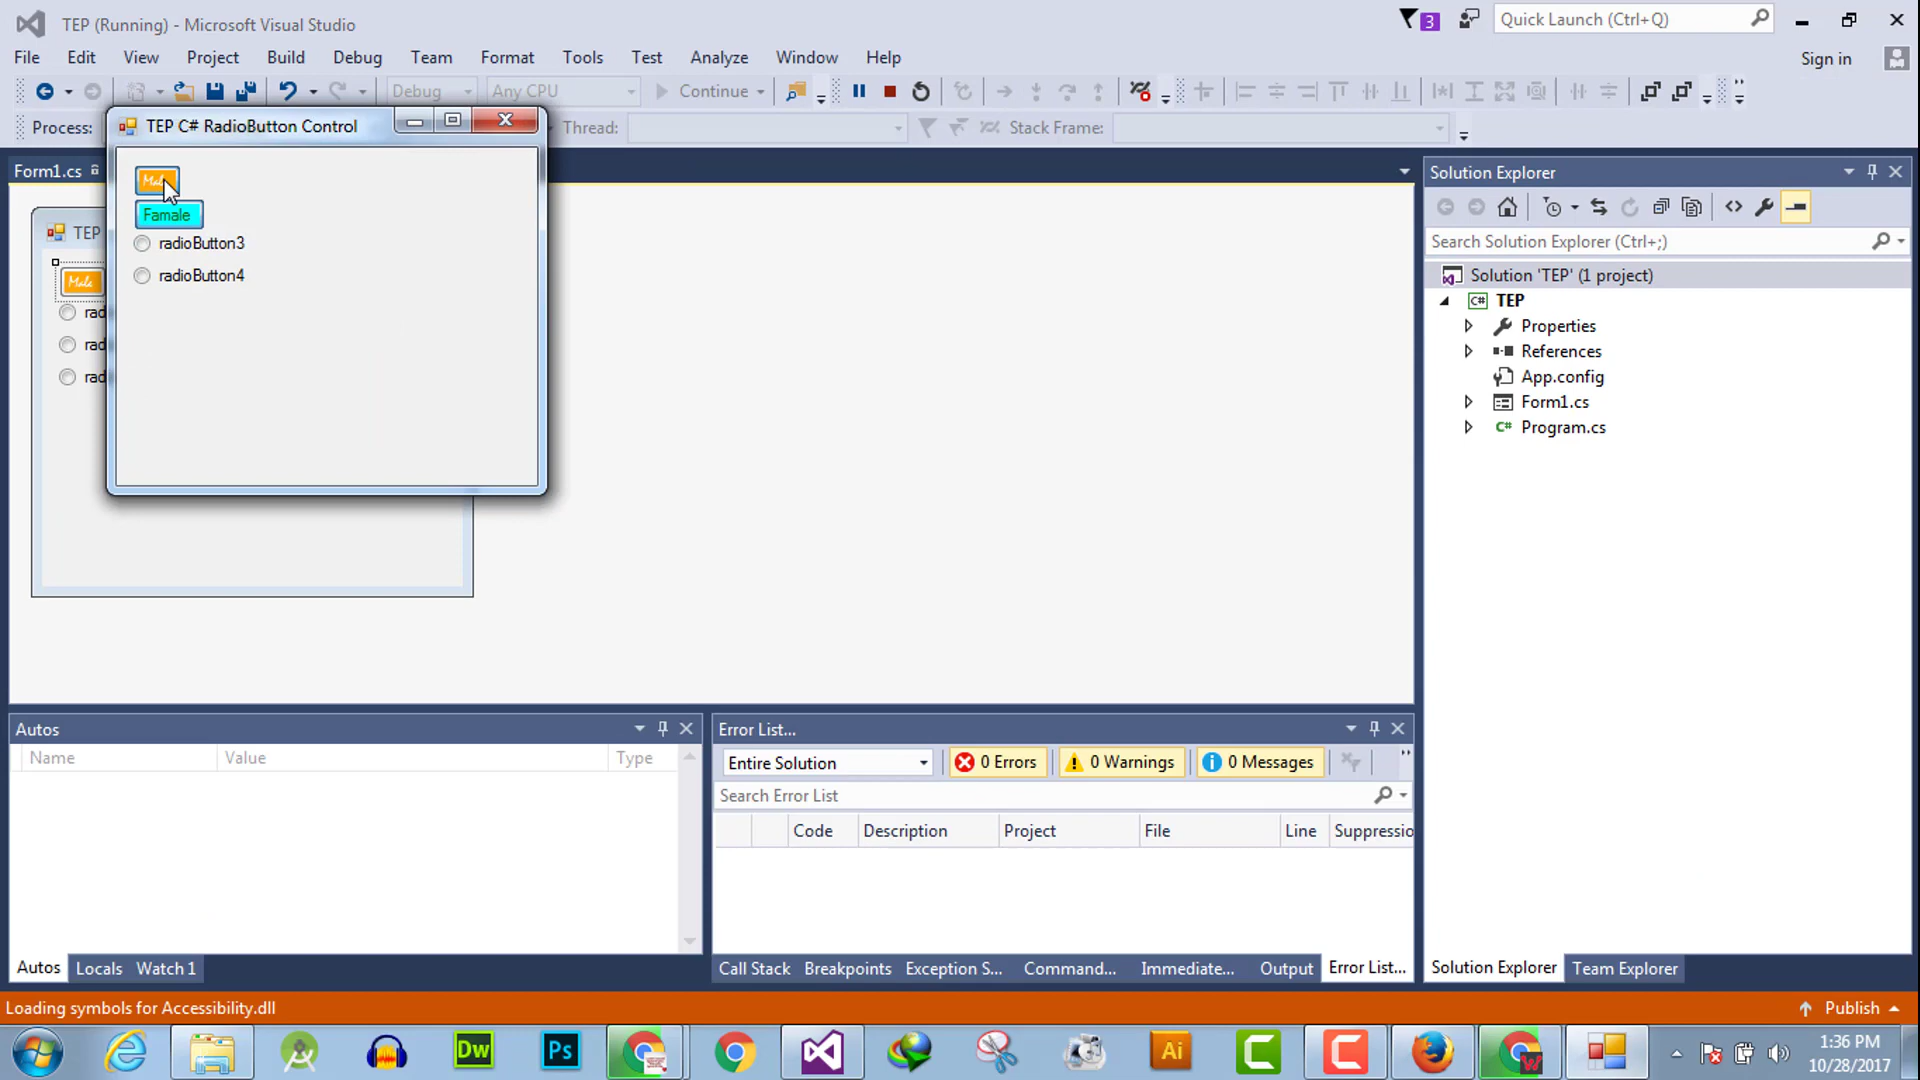 TEP (Running) - Microsoft Visual Studio
3
Quick Launch (Ctrl+Q)
File Edit View Project Build Debug Team Format Tools Test Analyze Window Help
Sign in
Debug Any CPU Continue
Process: Thread: Stack Frame:
TEP C# RadioButton Control
Male
Famale
radioButton3
radioButton4
Form1.cs
TEP
Male
rad
rad
rad
Solution Explorer
Search Solution Explorer (Ctrl+;)
Solution 'TEP' (1 project)
C# TEP
Properties
References
App.config
Form1.cs
C# Program.cs
Autos
Name Value Type
Autos Locals Watch 1
Error List...
Entire Solution 0 Errors 0 Warnings 0 Messages
Search Error List
Code Description Project File Line Suppressio
Call Stack Breakpoints Exception S... Command... Immediate... Output Error List...
Solution Explorer Team Explorer
Loading symbols for Accessibility.dll
Publish
Dw Ps Ai
1:36 PM
10/28/2017